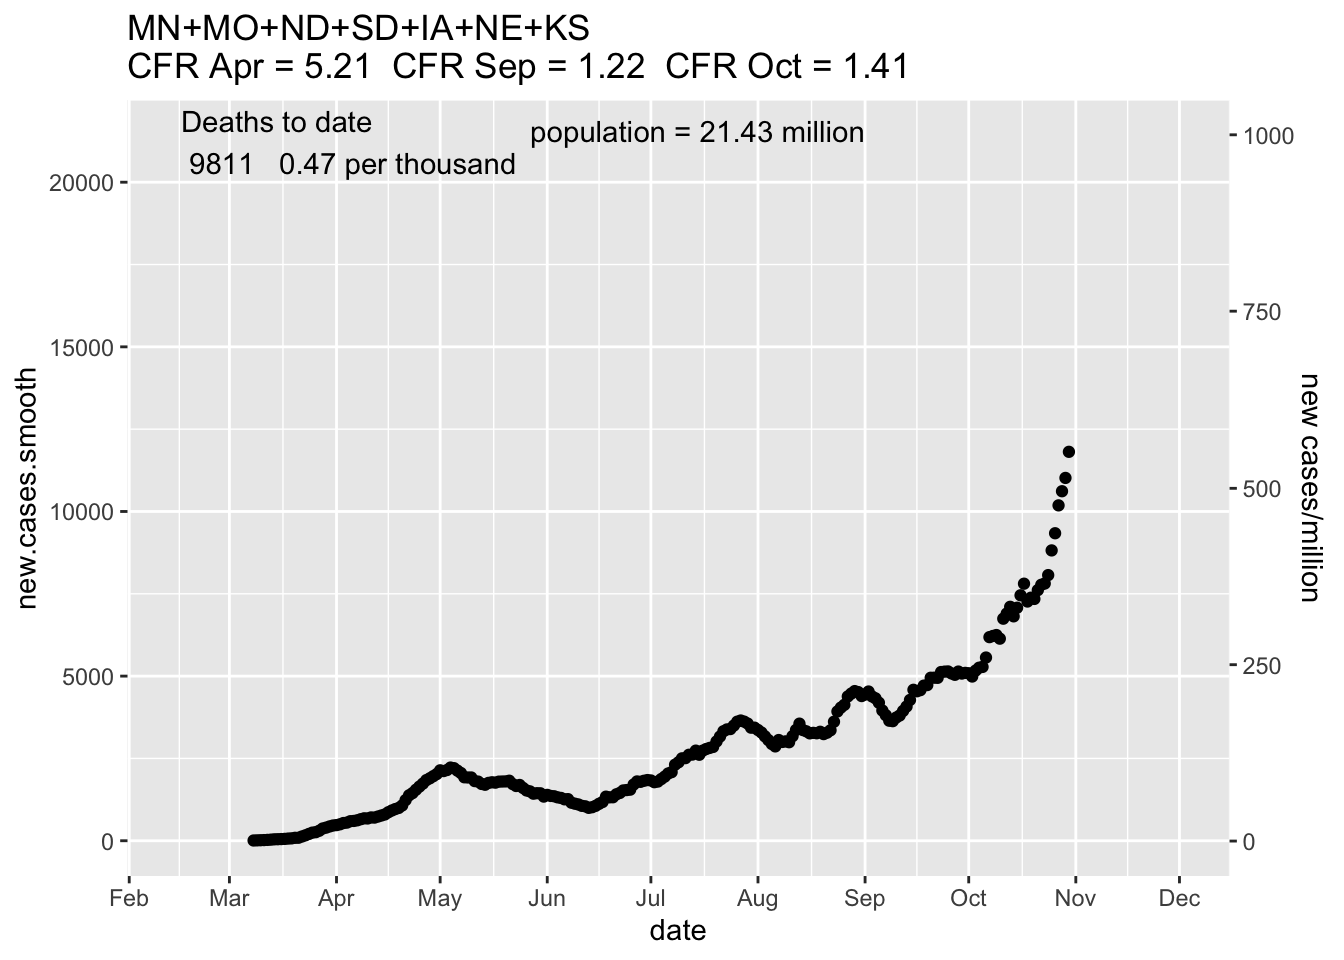 MN+MO+ND+SD+IA+NE+KS
CFR Apr = 5.21  CFR Sep = 1.22  CFR Oct = 1.41
Deaths to date
9811   0.47 per thousand
population = 21.43 million
new.cases.smooth
20000
15000
10000
5000
0
1000
750
500
250
0
new cases/million
Feb Mar Apr May Jun Jul Aug Sep Oct Nov Dec
date